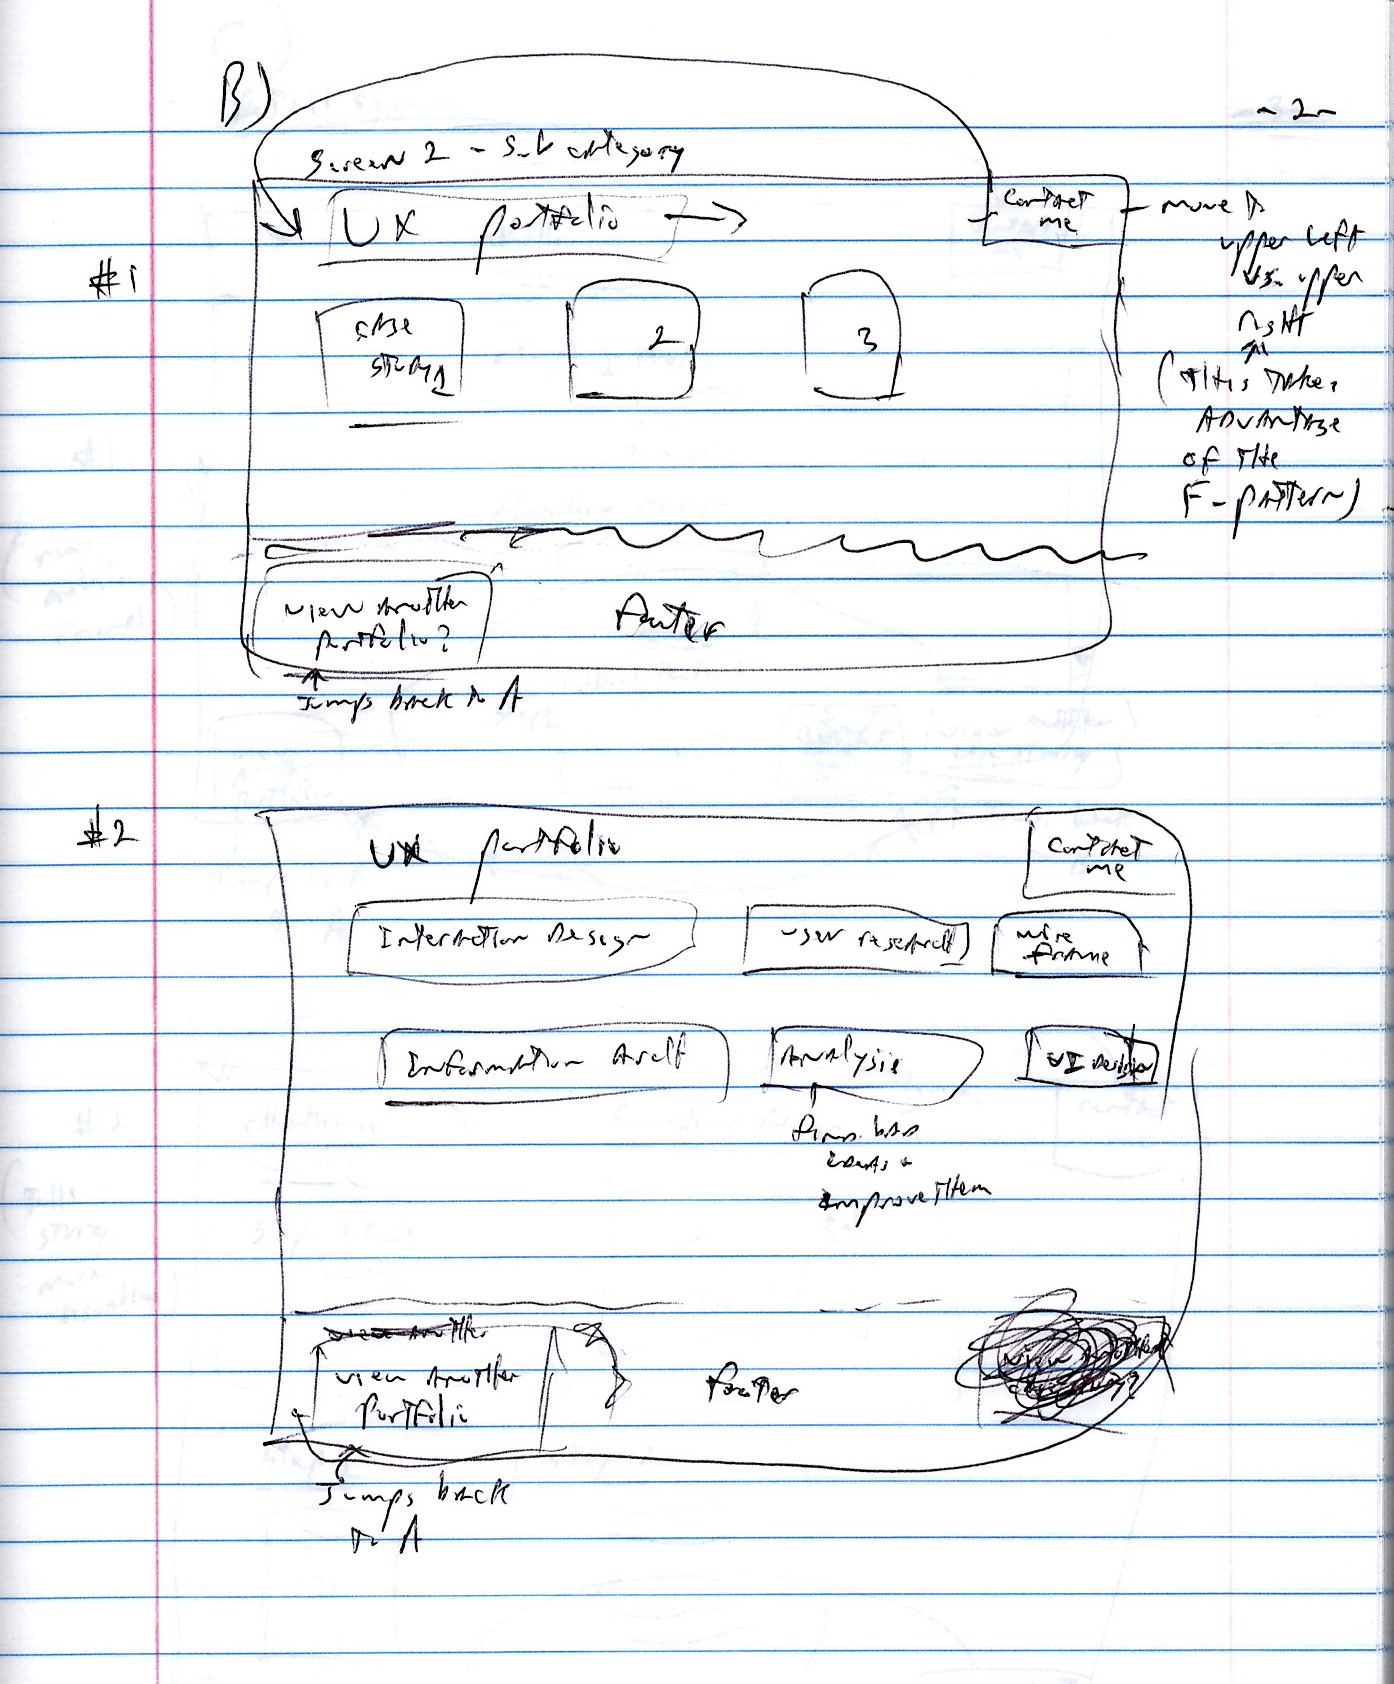 B)
-2-
Screen 2 - Sub category
UX portfolio
contact
me
move to
upper left
vs. upper
right
(this takes
advantage
of the
F-pattern)
#1
case
study 1
2
3
view another
portfolio?
footer
Jumps back to A
#2
UX portfolio
contact
me
Interaction Design
user research
wire
frame
Information Arch
Analysis
UI Design
improve them
view another
view another
portfolio
footer
view another
Jumps back
to A